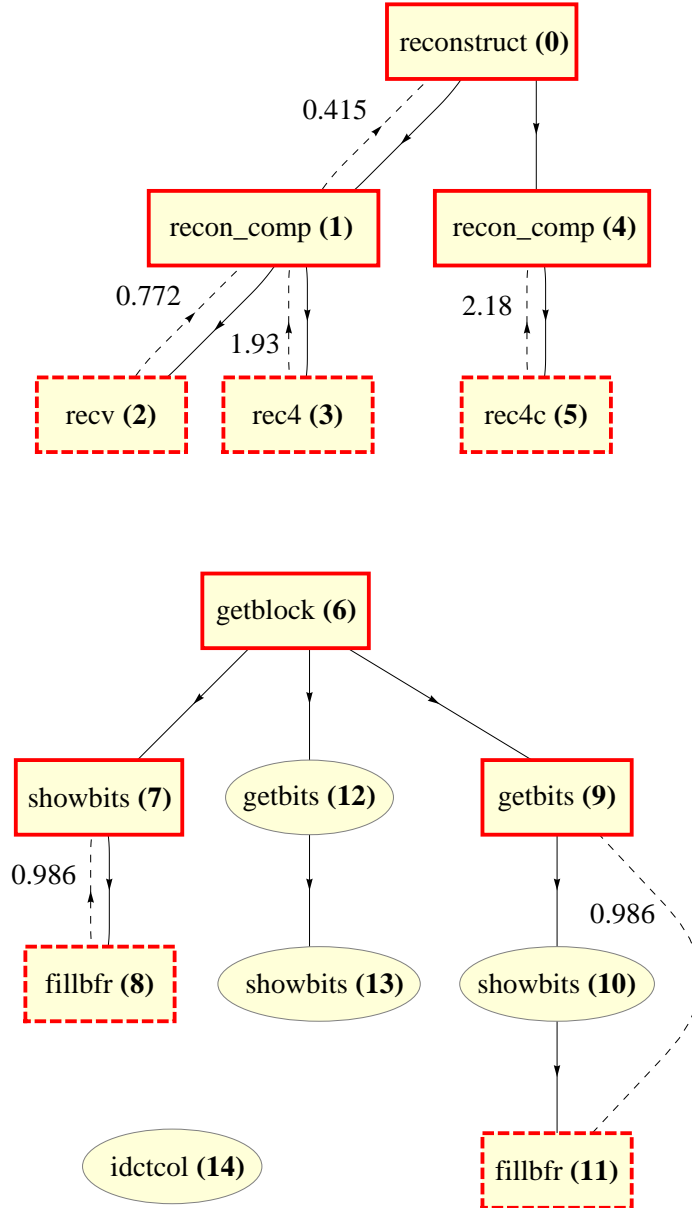 reconstruct (0)
0.415
recon_comp (1)
recon_comp (4)
0.772
1.93
2.18
recv (2)
rec4 (3)
rec4c (5)
getblock (6)
showbits (7)
getbits (12)
getbits (9)
0.986
0.986
fillbfr (8)
showbits (13)
showbits (10)
idctcol (14)
fillbfr (11)